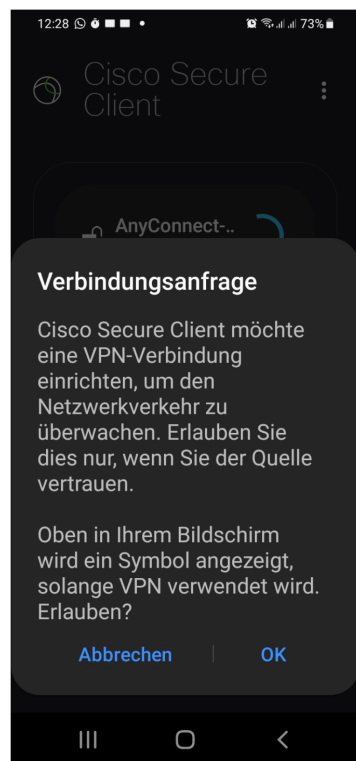 12:28 73%
Cisco Secure
Client
AnyConnect-..
Verbindungsanfrage
Cisco Secure Client möchte
eine VPN-Verbindung
einrichten, um den
Netzwerkverkehr zu
überwachen. Erlauben Sie
dies nur, wenn Sie der Quelle
vertrauen.
Oben in Ihrem Bildschirm
wird ein Symbol angezeigt,
solange VPN verwendet wird.
Erlauben?
Abbrechen OK